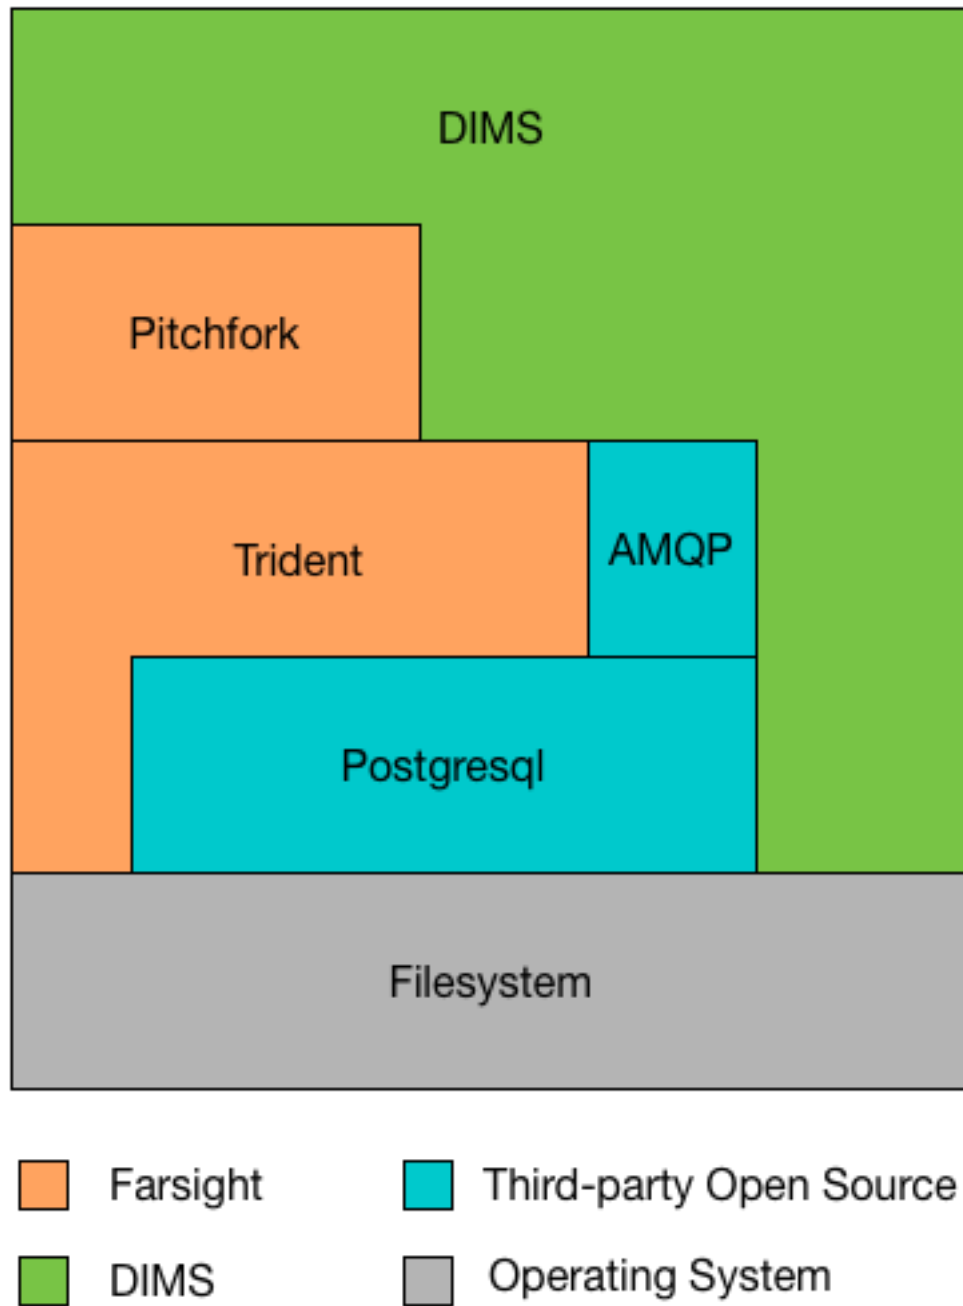 DIMS
Pitchfork
Trident
AMQP
Postgresql
Filesystem
Farsight
Third-party Open Source
DIMS
Operating System